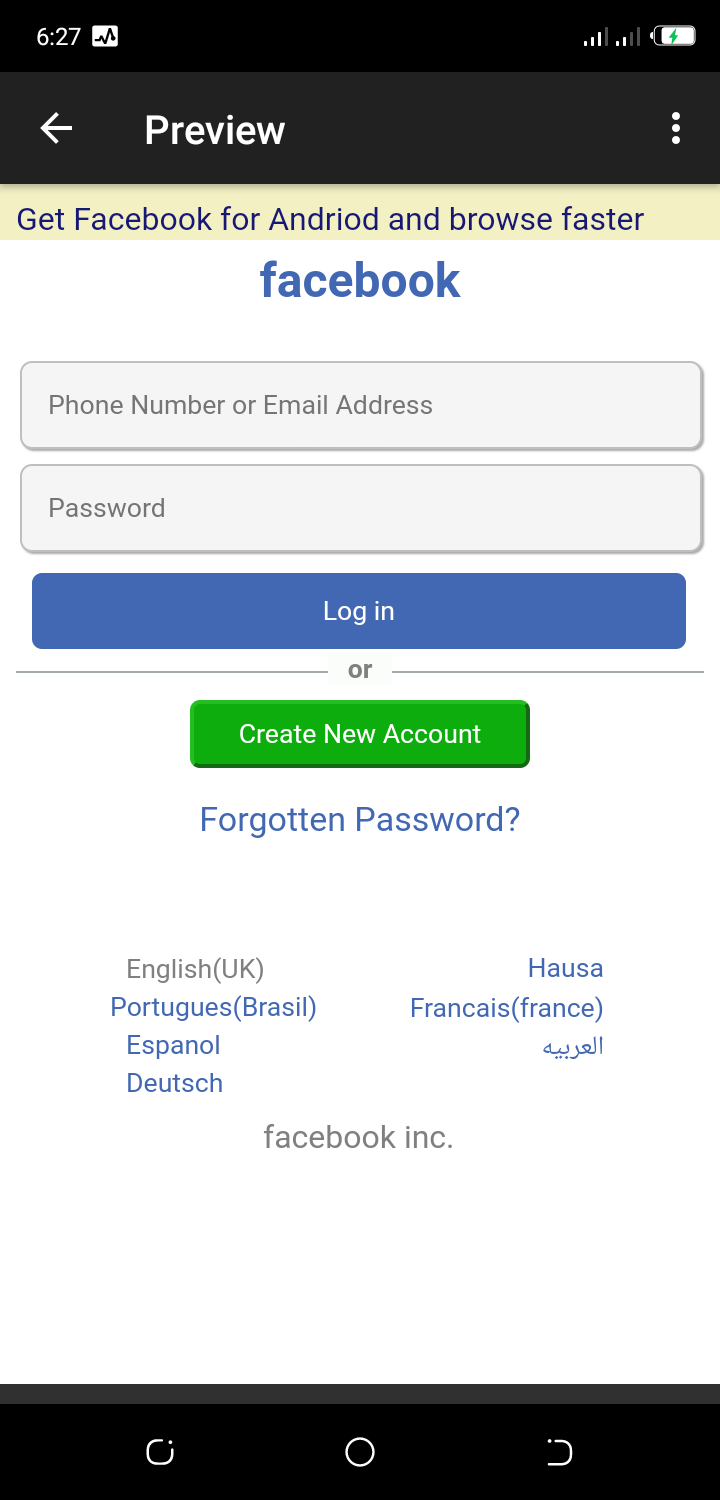 6:27
Preview
Get Facebook for Andriod and browse faster
facebook
Phone Number or Email Address
Password
Log in
or
Create New Account
Forgotten Password?
English(UK)
Hausa
Portugues(Brasil)
Francais(france)
Espanol
العربيه
Deutsch
facebook inc.